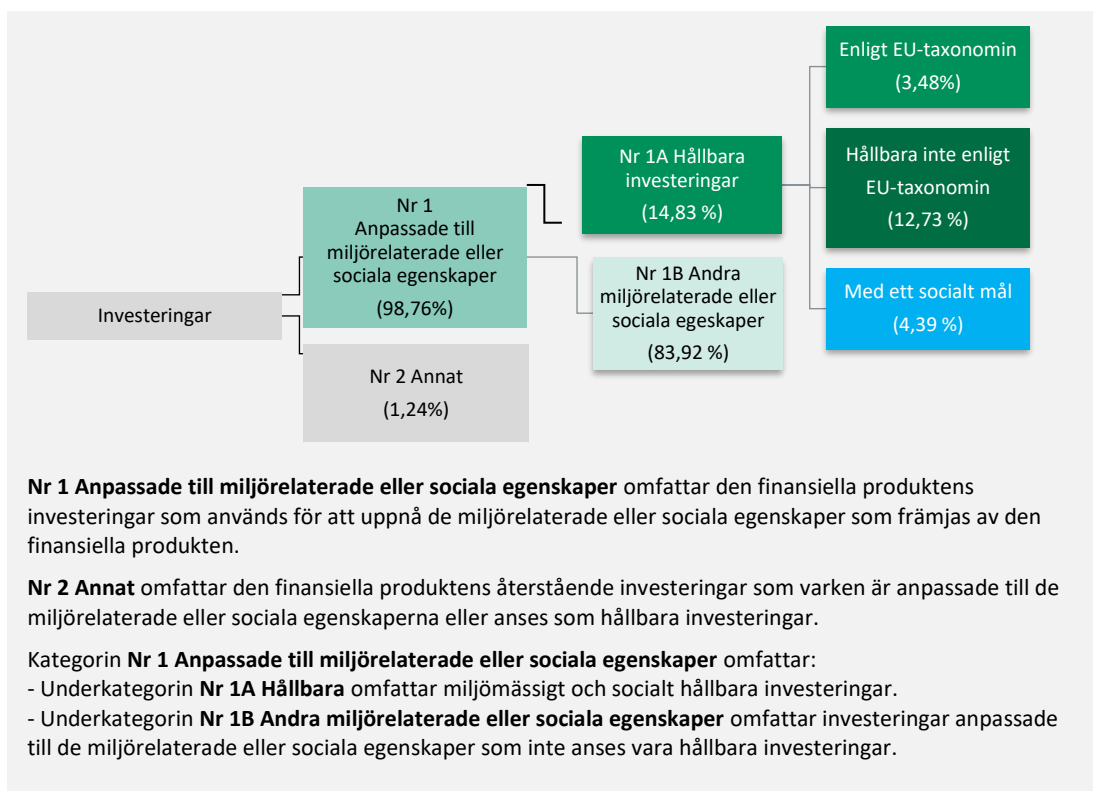 Enligt EU-taxonomin
(3,48%)
Nr 1A Hållbara
investeringar
(14,83 %)
Hållbara inte enligt
EU-taxonomin
(12,73 %)
Nr 1
Anpassade till
miljörelaterade eller
sociala egenskaper
(98,76%)
Nr 1B Andra
miljörelaterade eller
sociala egeskaper
(83,92 %)
Med ett socialt mål
(4,39 %)
Investeringar
Nr 2 Annat
(1,24%)
Nr 1 Anpassade till miljörelaterade eller sociala egenskaper omfattar den finansiella produktens
investeringar som används för att uppnå de miljörelaterade eller sociala egenskaper som främjas av den
finansiella produkten.
Nr 2 Annat omfattar den finansiella produktens återstående investeringar som varken är anpassade till de
miljörelaterade eller sociala egenskaperna eller anses som hållbara investeringar.
Kategorin Nr 1 Anpassade till miljörelaterade eller sociala egenskaper omfattar:
- Underkategorin Nr 1A Hållbara omfattar miljömässigt och socialt hållbara investeringar.
- Underkategorin Nr 1B Andra miljörelaterade eller sociala egenskaper omfattar investeringar anpassade
till de miljörelaterade eller sociala egenskaper som inte anses vara hållbara investeringar.